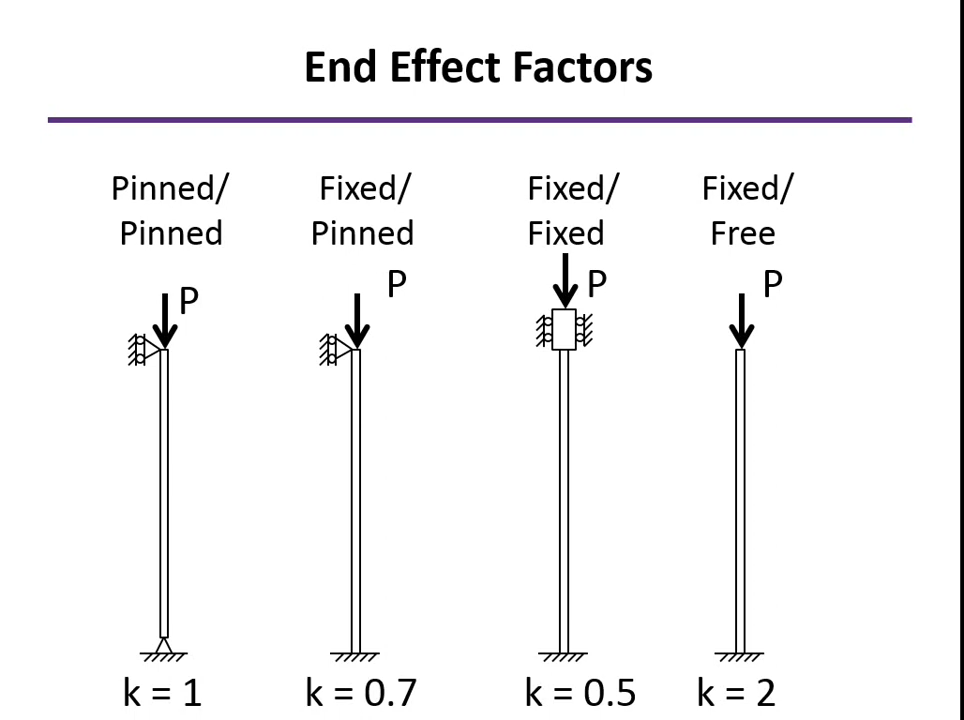 End Effect Factors
Pinned/
Pinned
P
k = 1
Fixed/
Pinned
P
k = 0.7
Fixed/
Fixed
P
k = 0.5
Fixed/
Free
P
k = 2